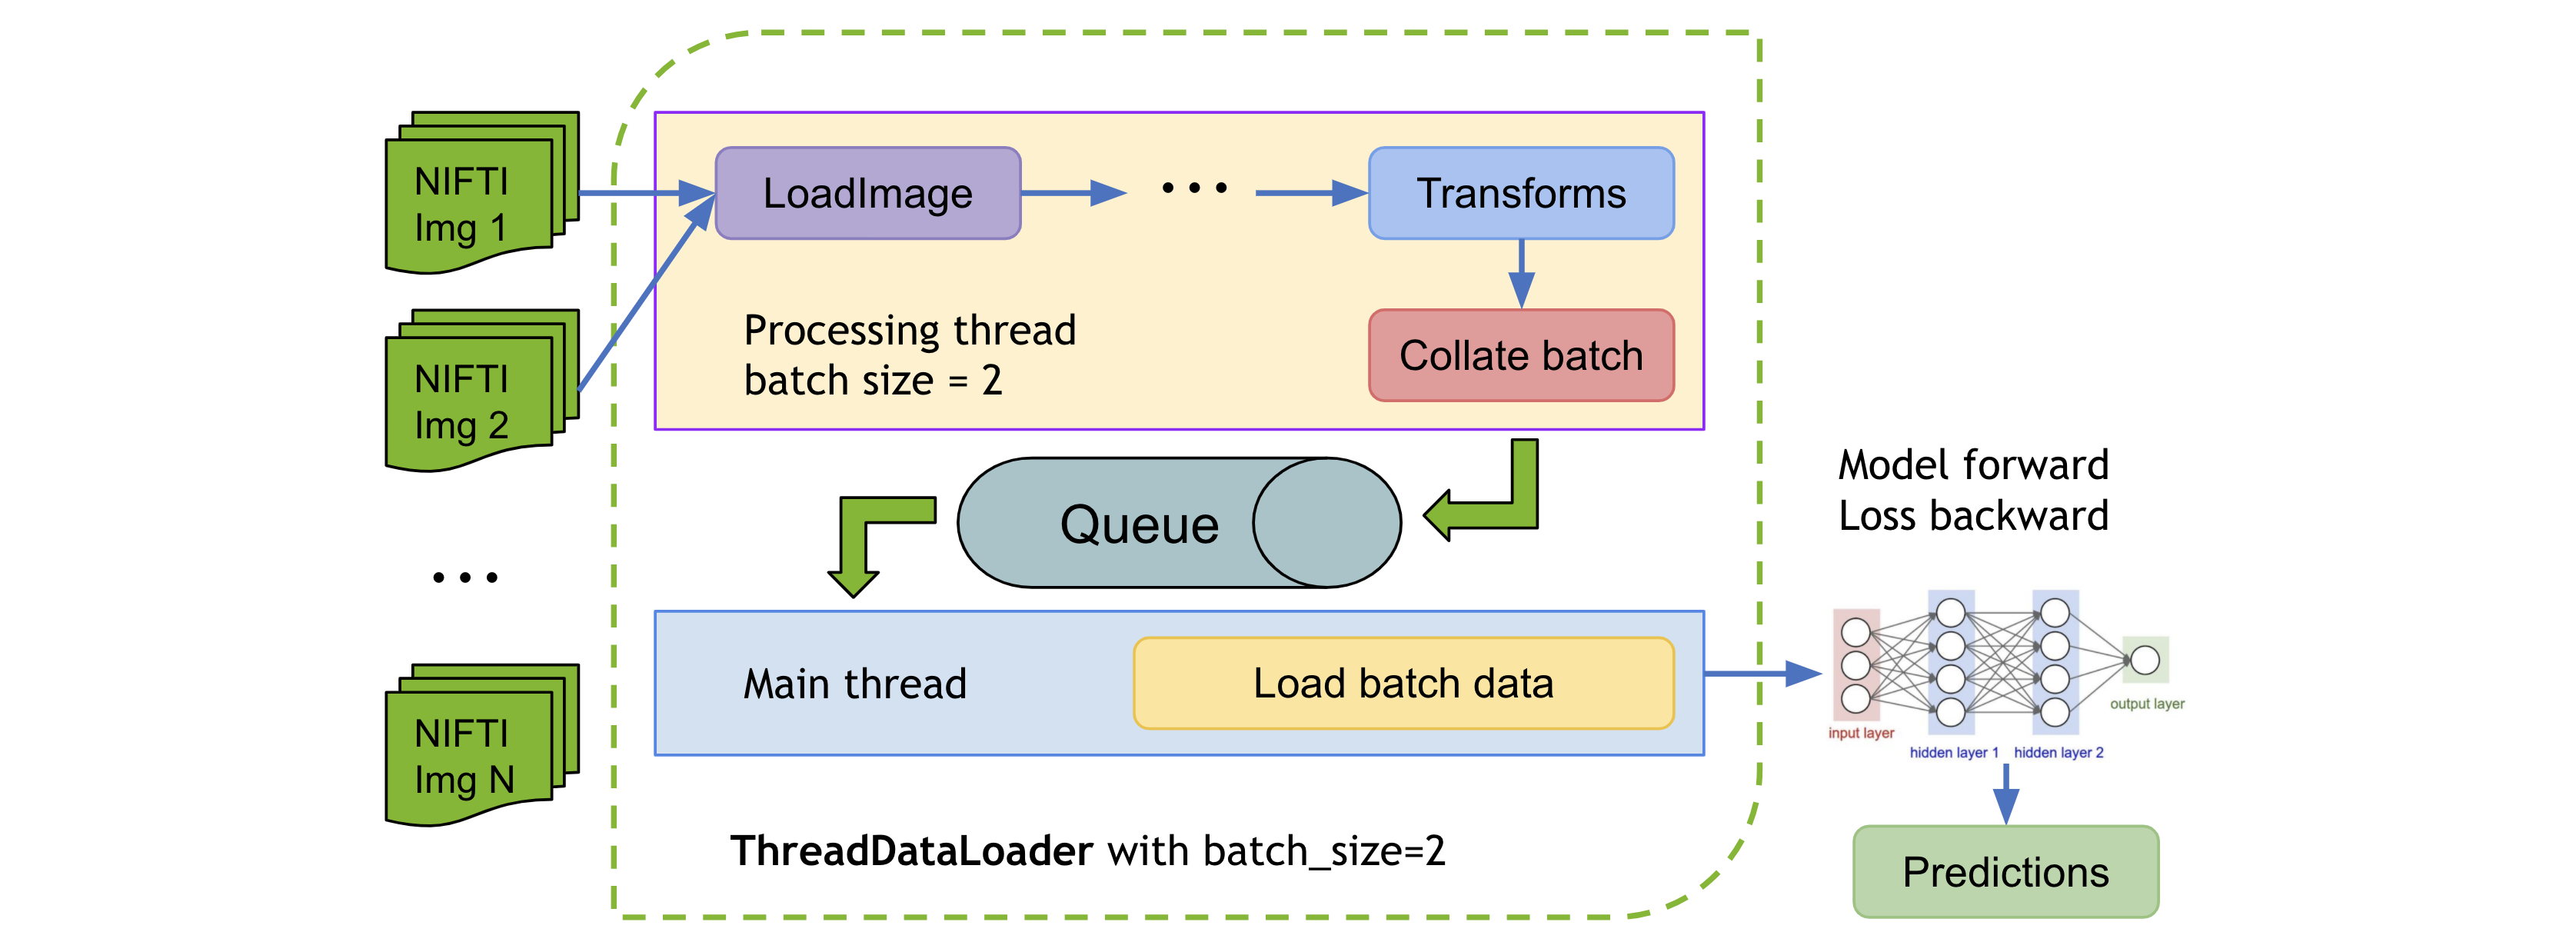 NIFTI
Img 1
NIFTI
Img 2
...
NIFTI
Img N
LoadImage
...
Transforms
Processing thread
batch size = 2
Collate batch
Queue
Main thread
Load batch data
ThreadDataLoader with batch_size=2
Model forward
Loss backward
input layer
hidden layer 1
hidden layer 2
output layer
Predictions